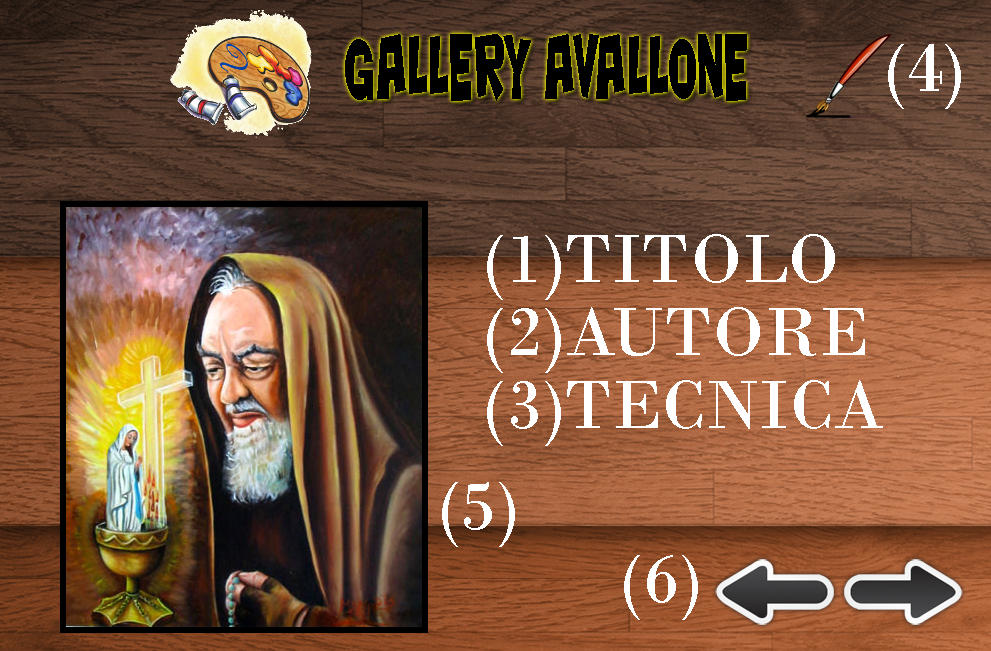 GALLERY AVALLONE
(4)
(1)TITOLO
(2)AUTORE
(3)TECNICA
(5)
(6)